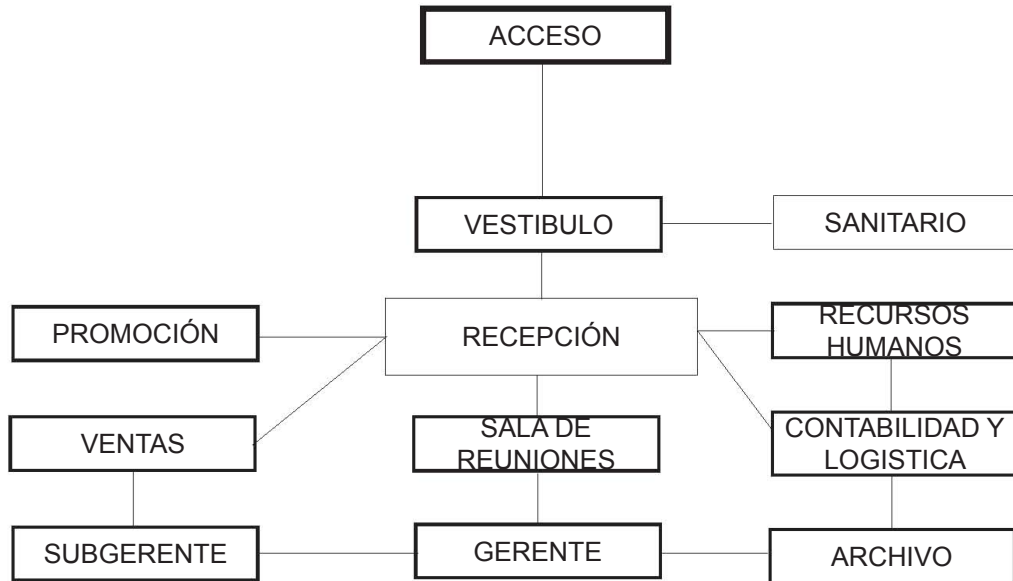 ACCESO
VESTIBULO
SANITARIO
PROMOCIÓN
RECEPCIÓN
RECURSOS
HUMANOS
VENTAS
SALA DE
REUNIONES
CONTABILIDAD Y
LOGISTICA
SUBGERENTE
GERENTE
ARCHIVO